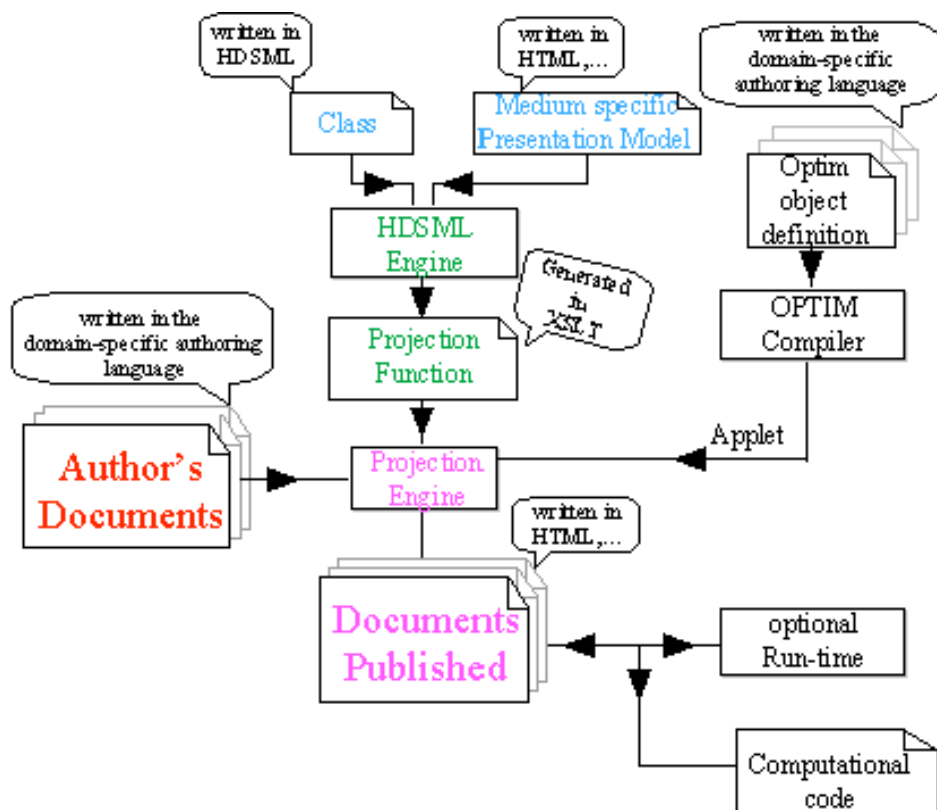 written in
HDSML
written in
HTML,...
written in the
domain-specific
authoring language
Class
Medium specific
Presentation Model
Optim
object
definition
HDSML
Engine
Generated
in
XSLT
OPTIM
Compiler
written in the
domain-specific authoring
language
Projection
Function
Applet
Author's
Documents
Projection
Engine
written in
HTML,...
Documents
Published
optional
Run-time
Computational
code